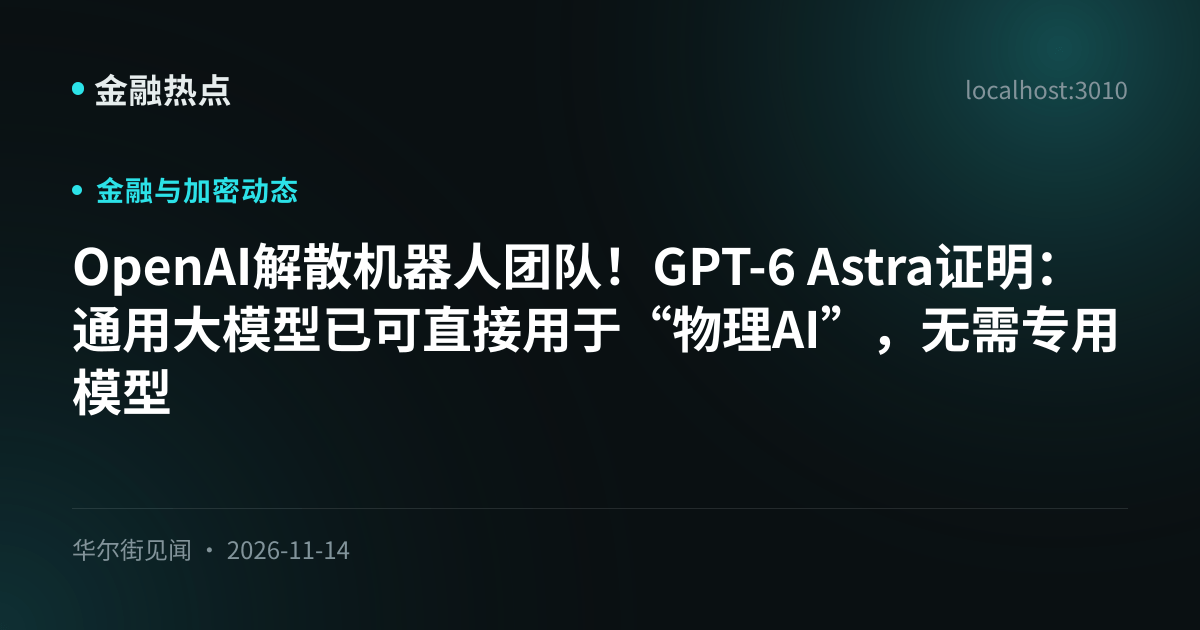 金融热点
localhost:3010
金融与加密动态
OpenAI解散机器人团队！GPT-6 Astra证明：
通用大模型已可直接用于“物理AI”，无需专用
模型
华尔街见闻 · 2026-11-14